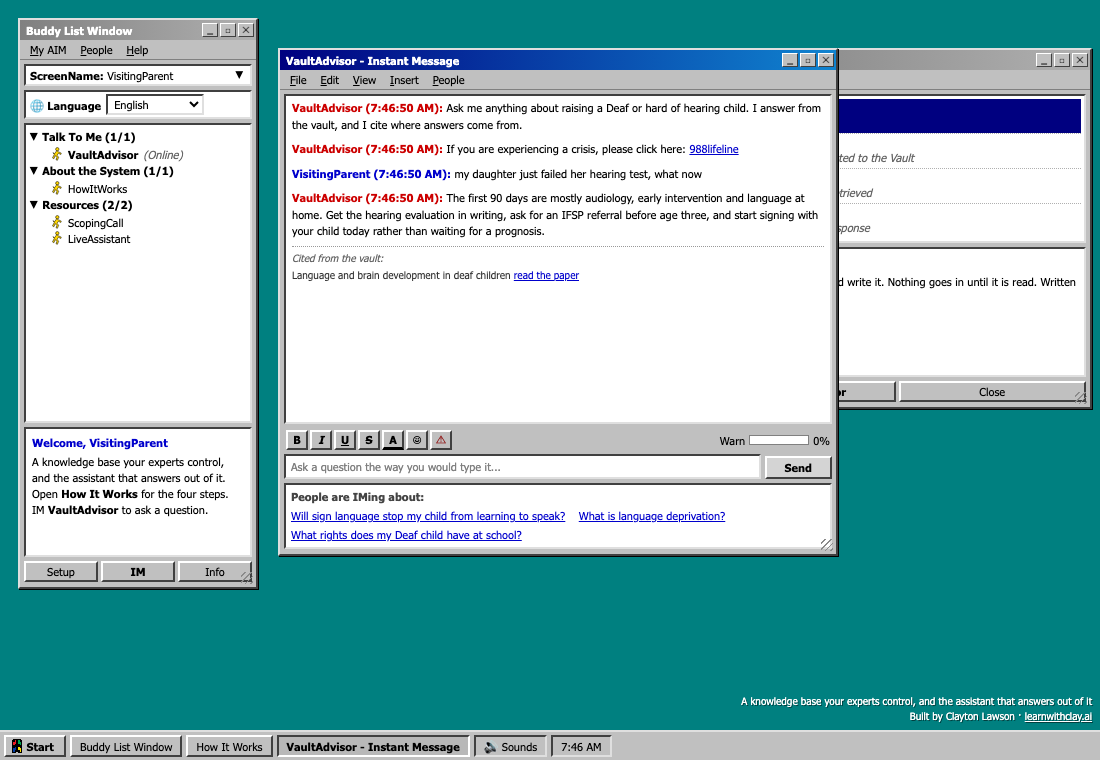 Buddy List Window
My AIM People Help
ScreenName: VisitingParent
Language English
Talk To Me (1/1)
VaultAdvisor (Online)
About the System (1/1)
HowItWorks
Resources (2/2)
ScopingCall
LiveAssistant
Welcome, VisitingParent
A knowledge base your experts control,
and the assistant that answers out of it.
Open How It Works for the four steps.
IM VaultAdvisor to ask a question.
Setup IM Info
VaultAdvisor - Instant Message
File Edit View Insert People
VaultAdvisor (7:46:50 AM): Ask me anything about raising a Deaf or hard of hearing child. I answer from
the vault, and I cite where answers come from.
VaultAdvisor (7:46:50 AM): If you are experiencing a crisis, please click here: 988lifeline
VisitingParent (7:46:50 AM): my daughter just failed her hearing test, what now
VaultAdvisor (7:46:50 AM): The first 90 days are mostly audiology, early intervention and language at
home. Get the hearing evaluation in writing, ask for an IFSP referral before age three, and start signing with
your child today rather than waiting for a prognosis.
Cited from the vault:
Language and brain development in deaf children read the paper
B I U S A
Warn 0%
Ask a question the way you would type it...
Send
People are IMing about:
Will sign language stop my child from learning to speak? What is language deprivation?
What rights does my Deaf child have at school?
to the Vault
write it. Nothing goes in until it is read. Written
Close
A knowledge base your experts control, and the assistant that answers out of it
Built by Clayton Lawson · learnwithclay.ai
Start Buddy List Window How It Works VaultAdvisor - Instant Message Sounds 7:46 AM